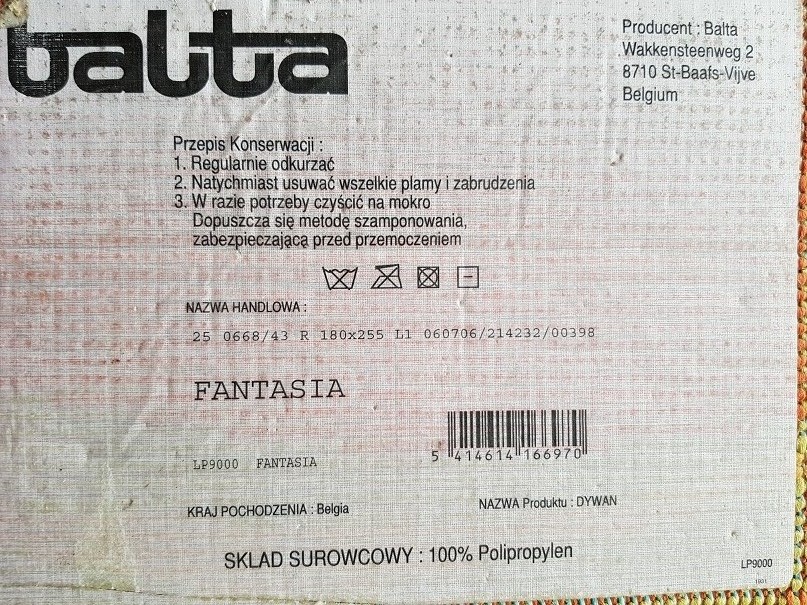 balta
Producent : Balta
Wakkensteenweg 2
8710 St-Baafs-Vijve
Belgium
Przepis Konserwacji :
1. Regularnie odkurzać
2. Natychmiast usuwać wszelkie plamy i zabrudzenia
3. W razie potrzeby czyścić na mokro
Dopuszcza się metodę szamponowania,
zabezpieczającą przed przemoczeniem
NAZWA HANDLOWA :
25 0668/43 R 180x255 L1 060706/214232/00398
FANTASIA
5 414614 166970
LP9000 FANTASIA
KRAJ POCHODZENIA : Belgia
NAZWA Produktu : DYWAN
SKLAD SUROWCOWY : 100% Polipropylen
LP9000